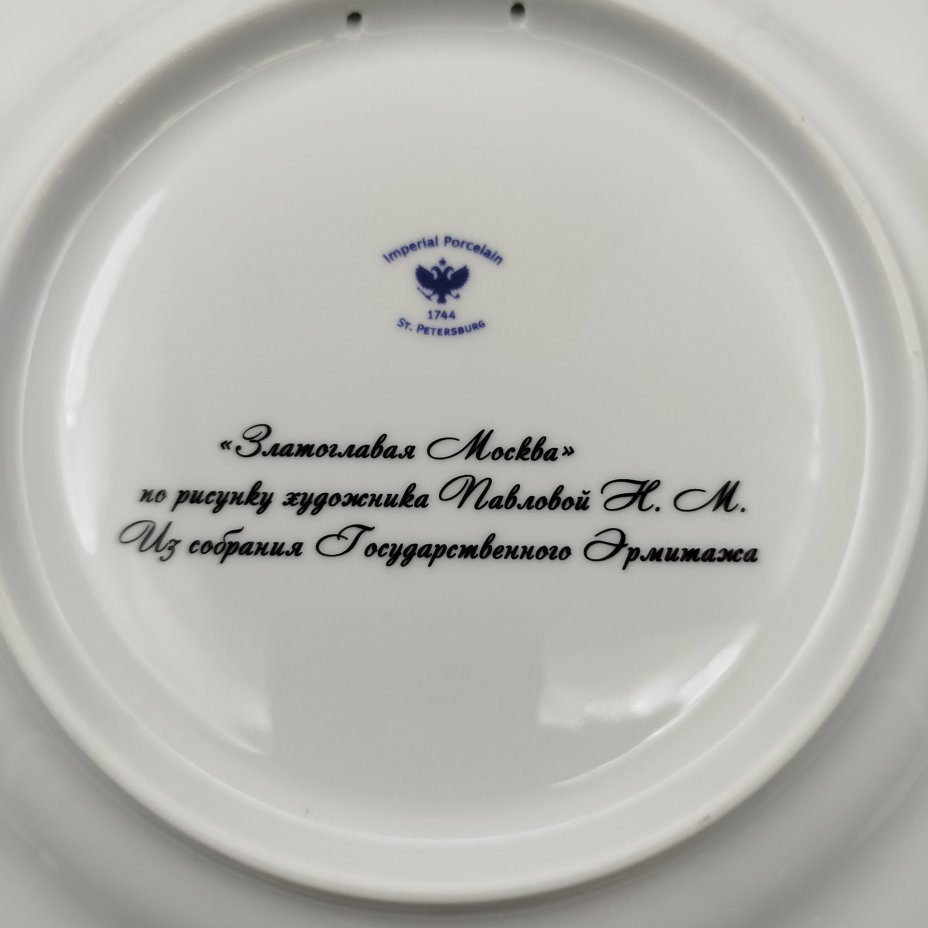 Imperial Porcelain
1744
St. Petersburg
«Златоглавая Москва»
по рисунку художника Павловой Н. М.
Из собрания Государственного Эрмитажа